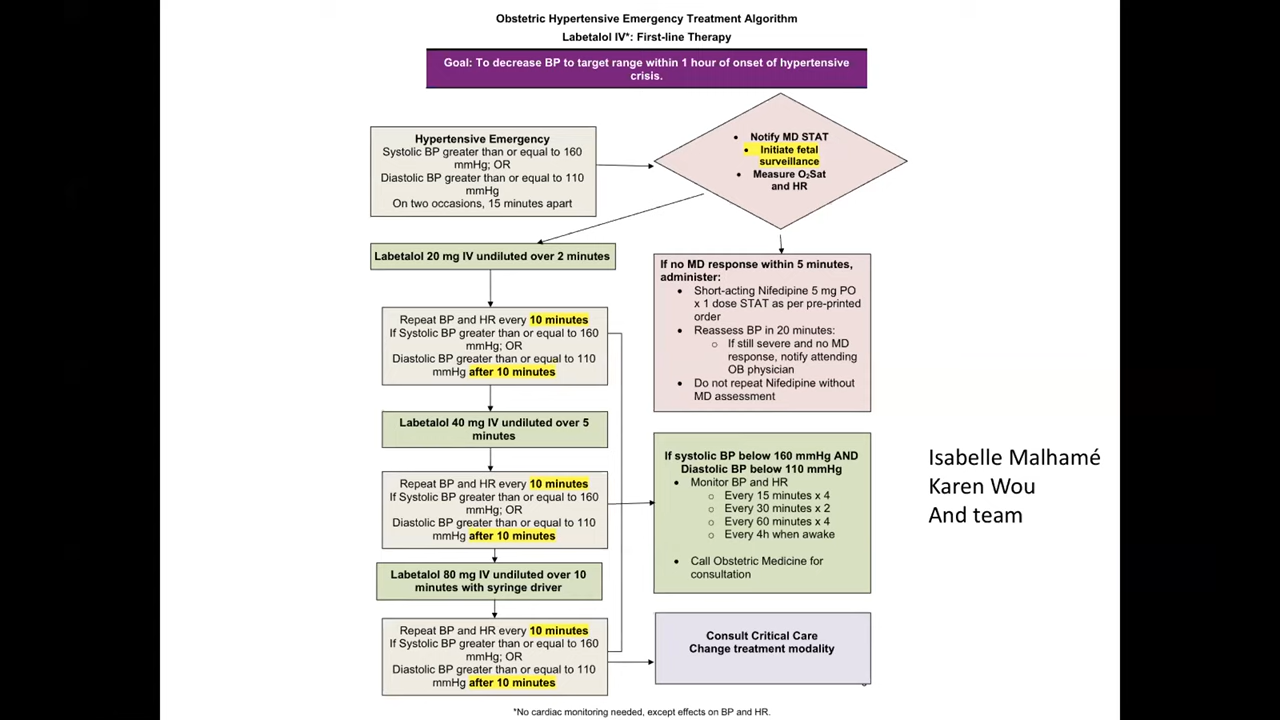 Obstetric Hypertensive Emergency Treatment Algorithm
Labetalol IV*: First-line Therapy
Goal: To decrease BP to target range within 1 hour of onset of hypertensive
crisis.
Hypertensive Emergency
Systolic BP greater than or equal to 160
mmHg; OR
Diastolic BP greater than or equal to 110
mmHg
On two occasions, 15 minutes apart
• Notify MD STAT
• Initiate fetal
surveillance
• Measure O₂Sat
and HR
Labetalol 20 mg IV undiluted over 2 minutes
Repeat BP and HR every 10 minutes
If Systolic BP greater than or equal to 160
mmHg; OR
Diastolic BP greater than or equal to 110
mmHg after 10 minutes
Labetalol 40 mg IV undiluted over 5
minutes
Repeat BP and HR every 10 minutes
If Systolic BP greater than or equal to 160
mmHg; OR
Diastolic BP greater than or equal to 110
mmHg after 10 minutes
Labetalol 80 mg IV undiluted over 10
minutes with syringe driver
Repeat BP and HR every 10 minutes
If Systolic BP greater than or equal to 160
mmHg; OR
Diastolic BP greater than or equal to 110
mmHg after 10 minutes
If no MD response within 5 minutes,
administer:
• Short-acting Nifedipine 5 mg PO
x 1 dose STAT as per pre-printed
order
• Reassess BP in 20 minutes:
o If still severe and no MD
response, notify attending
OB physician
• Do not repeat Nifedipine without
MD assessment
If systolic BP below 160 mmHg AND
Diastolic BP below 110 mmHg
• Monitor BP and HR
o Every 15 minutes x 4
o Every 30 minutes x 2
o Every 60 minutes x 4
o Every 4h when awake
• Call Obstetric Medicine for
consultation
Consult Critical Care
Change treatment modality
Isabelle Malhamé
Karen Wou
And team
*No cardiac monitoring needed, except effects on BP and HR.